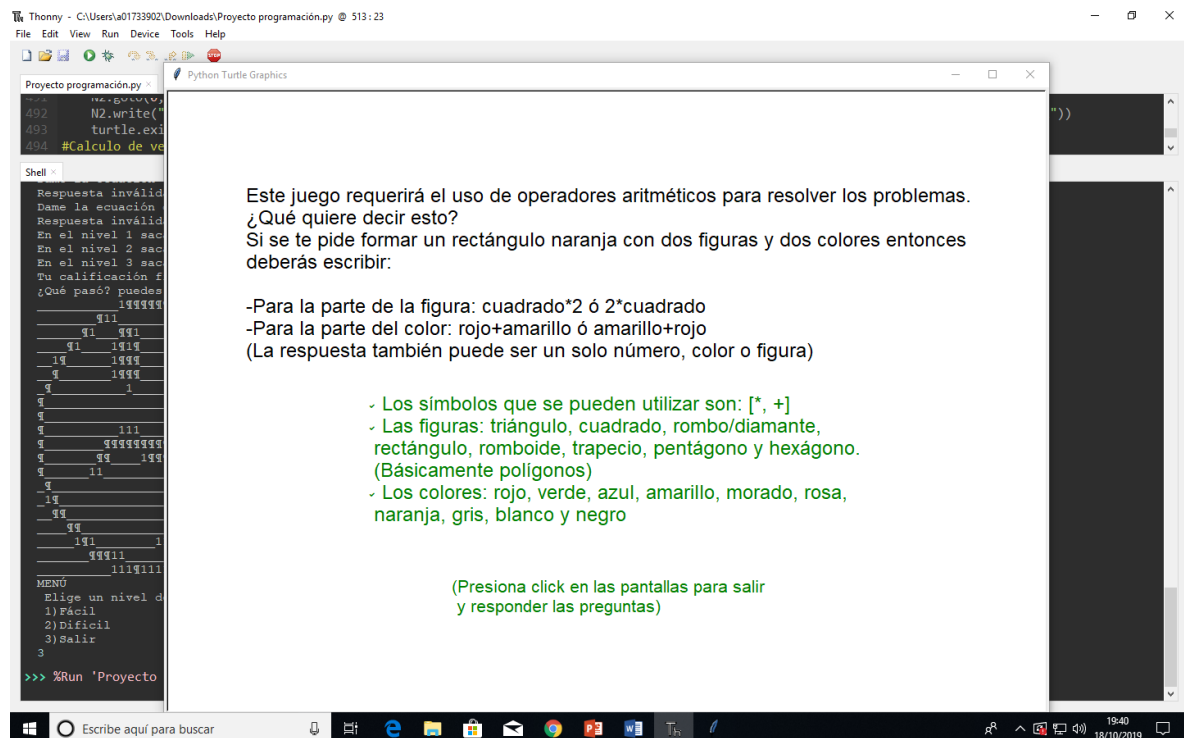 Thonny - C:\Users\a01733902\Downloads\Proyecto programación.py @ 513 : 23
File Edit View Run Device Tools Help
Proyecto programación.py
Python Turtle Graphics
492 N2.write(" "))
493 turtle.exi
494 #Calculo de ve
Shell
Respuesta inválid
Dame la ecuación
Respuesta inválid
En el nivel 1 sac
En el nivel 2 sac
En el nivel 3 sac
Tu calificación f
¿Qué pasó? puedes
Este juego requerirá el uso de operadores aritméticos para resolver los problemas.
¿Qué quiere decir esto?
Si se te pide formar un rectángulo naranja con dos figuras y dos colores entonces
deberás escribir:
-Para la parte de la figura: cuadrado*2 ó 2*cuadrado
-Para la parte del color: rojo+amarillo ó amarillo+rojo
(La respuesta también puede ser un solo número, color o figura)
✓ Los símbolos que se pueden utilizar son: [*, +]
✓ Las figuras: triángulo, cuadrado, rombo/diamante,
rectángulo, romboide, trapecio, pentágono y hexágono.
(Básicamente polígonos)
✓ Los colores: rojo, verde, azul, amarillo, morado, rosa,
naranja, gris, blanco y negro
(Presiona click en las pantallas para salir
y responder las preguntas)
MENÚ
Elige un nivel d
1)Fácil
2)Dificil
3)Salir
3
>>> %Run 'Proyecto
Escribe aquí para buscar
19:40
18/10/2019